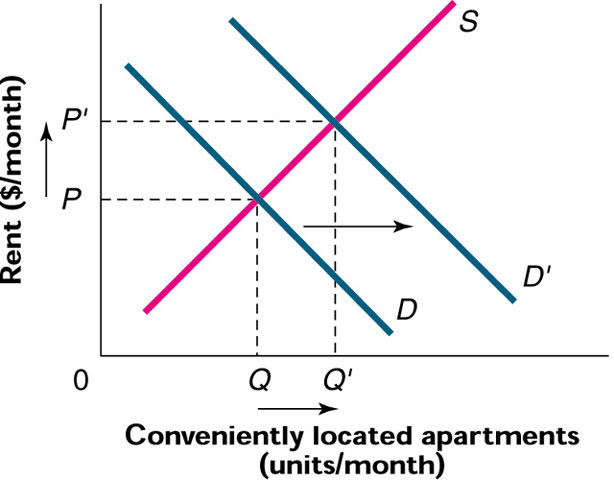 S
P'
Rent ($/month)
P
D'
D
0
Q
Q'
Conveniently located apartments
(units/month)